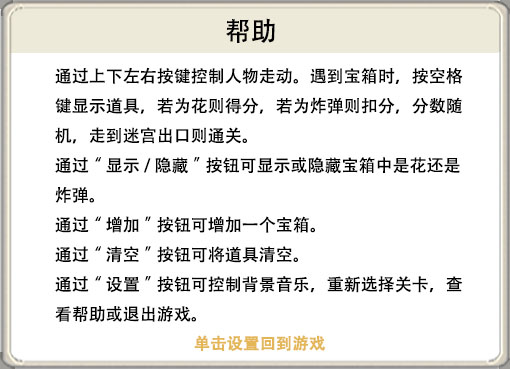 帮助
通过上下左右按键控制人物走动。遇到宝箱时，按空格
键显示道具，若为花则得分，若为炸弹则扣分，分数随
机，走到迷宫出口则通关。
通过“显示/隐藏”按钮可显示或隐藏宝箱中是花还是
炸弹。
通过“增加”按钮可增加一个宝箱。
通过“清空”按钮可将道具清空。
通过“设置”按钮可控制背景音乐，重新选择关卡，查
看帮助或退出游戏。
单击设置回到游戏